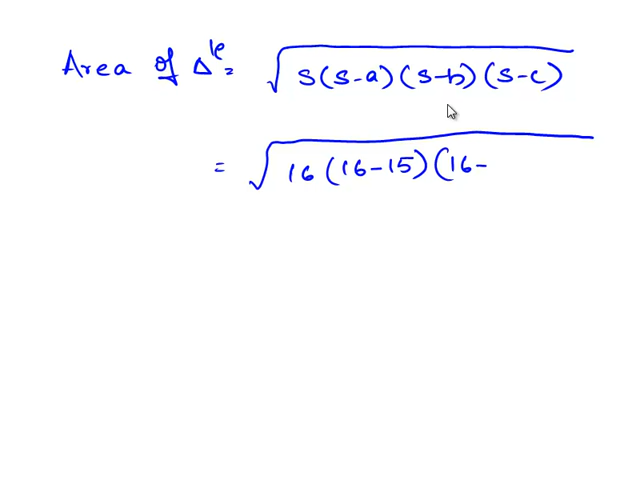 Area of Δle = √s(s-a)(s-b)(s-c)
= √16(16-15)(16-